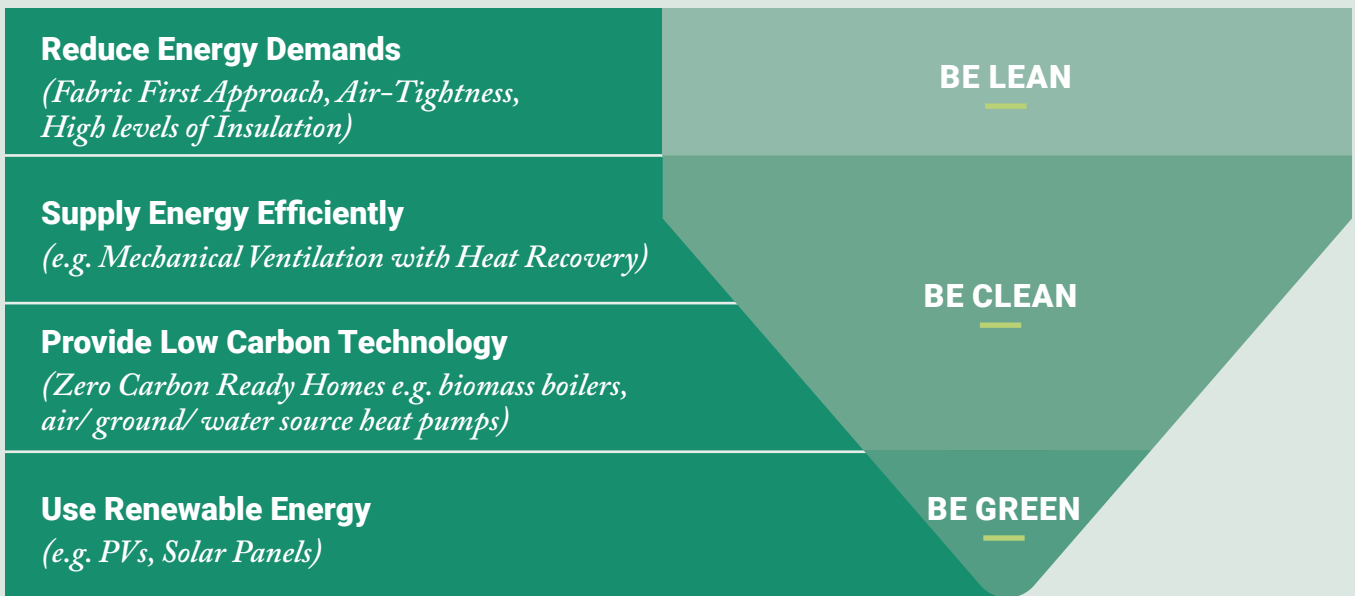 Reduce Energy Demands
(Fabric First Approach, Air-Tightness,
High levels of Insulation)
BE LEAN
Supply Energy Efficiently
(e.g. Mechanical Ventilation with Heat Recovery)
BE CLEAN
Provide Low Carbon Technology
(Zero Carbon Ready Homes e.g. biomass boilers,
air/ ground/ water source heat pumps)
Use Renewable Energy
(e.g. PVs, Solar Panels)
BE GREEN